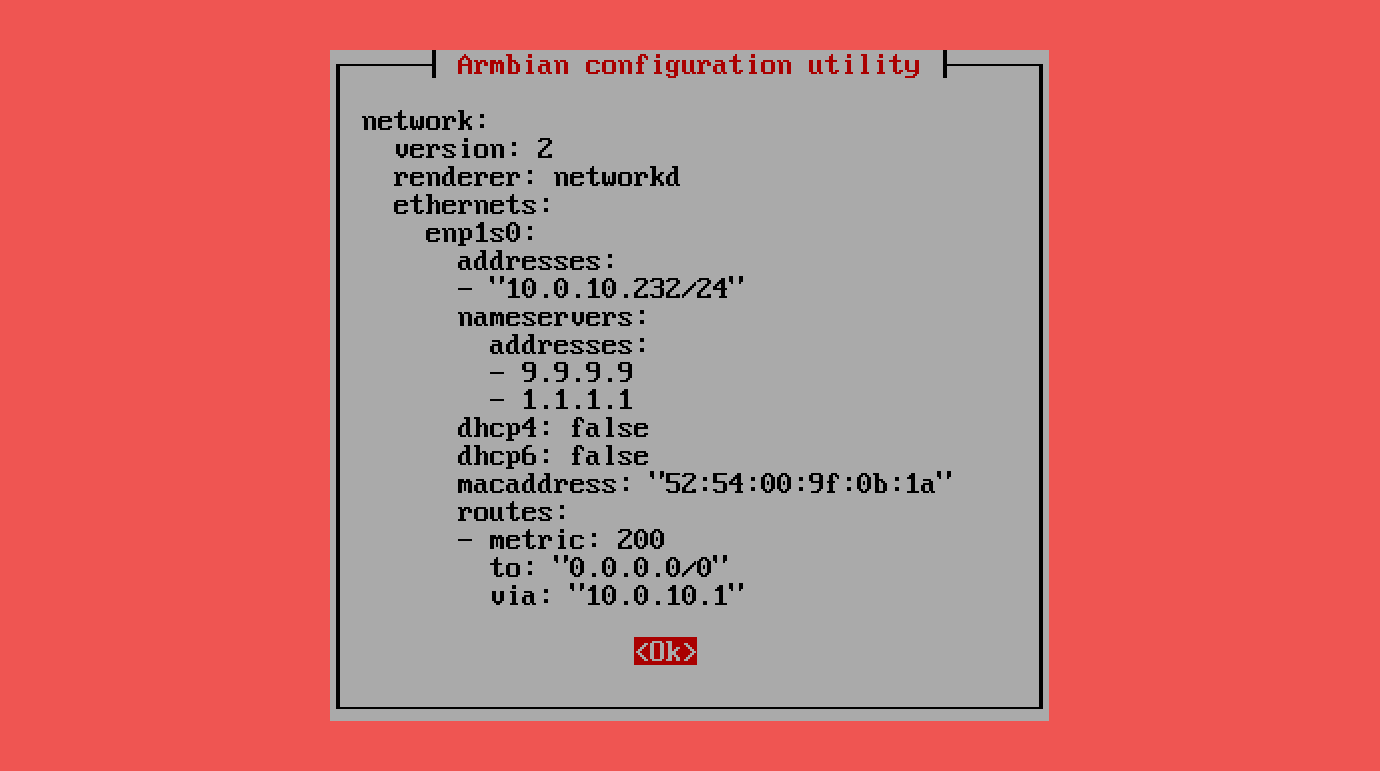 Armbian configuration utility
network:
  version: 2
  renderer: networkd
  ethernets:
    enp1s0:
      addresses:
      - "10.0.10.232/24"
      nameservers:
        addresses:
        - 9.9.9.9
        - 1.1.1.1
      dhcp4: false
      dhcp6: false
      macaddress: "52:54:00:9f:0b:1a"
      routes:
      - metric: 200
        to: "0.0.0.0/0"
        via: "10.0.10.1"
<Ok>